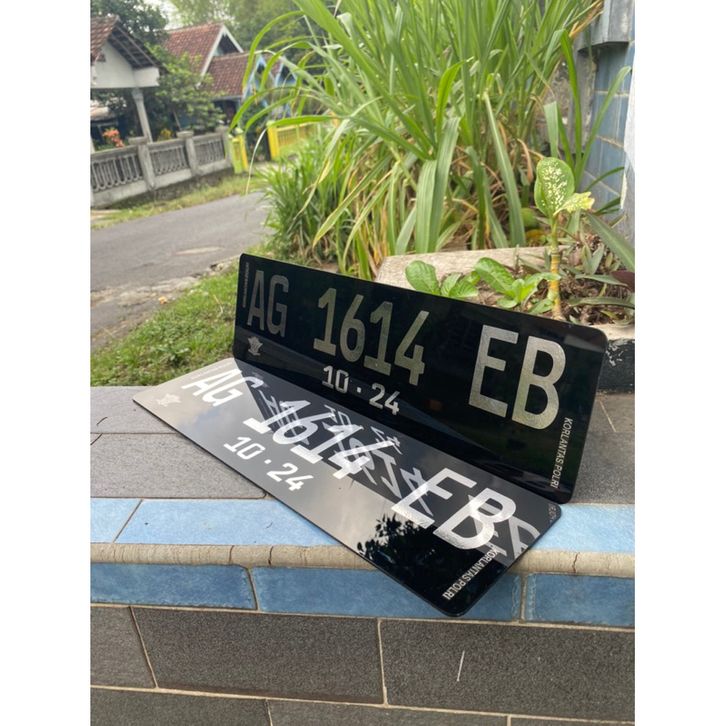 AG 1614 EB
10 · 24
KORLANTAS POLRI
AG 1614 EB
10 · 24
KORLANTAS POLRI